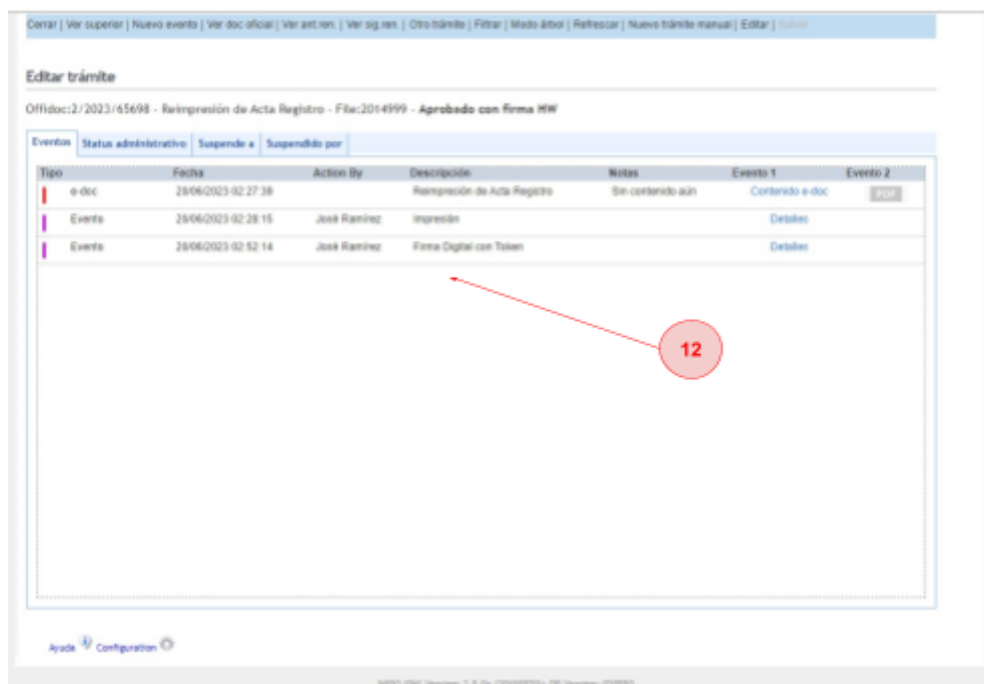 Cerrar | Ver superior | Nuevo evento | Ver doc oficial | Ver ant.ren. | Ver sig.ren. | Otro trámite | Filtrar | Modo árbol | Refrescar | Nuevo trámite manual | Editar |
Editar trámite
Offidoc:2/2023/65698 - Reimpresión de Acta Registro - File:2014999 - Aprobado con firma HW
Eventos Status administrativo Suspende a Suspendido por
Tipo Fecha Action By Descripción Notas Evento 1 Evento 2
e-doc 28/06/2023 02:27:38 Reimpreción de Acta Registro Sin contenido aún Contenido e-doc PDF
Evento 28/06/2023 02:28:15 José Ramírez Impresión Detalles
Evento 28/06/2023 02:52:14 José Ramírez Firma Digital con Token Detalles
12
Ayuda Configuration